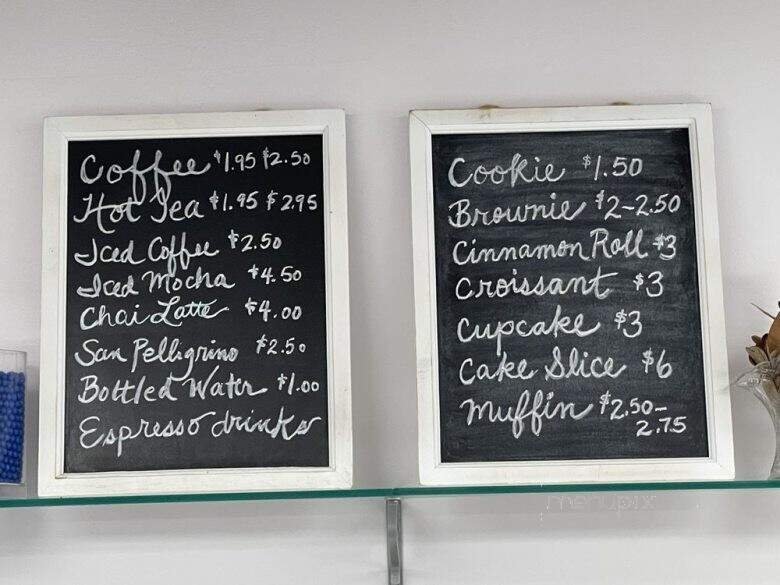 Coffee $1.95 $2.50
Hot Tea $1.95 $2.95
Iced Coffee $2.50
Iced Mocha $4.50
Chai Latte $4.00
San Pellegrino $2.50
Bottled Water $1.00
Espresso drinks
Cookie $1.50
Brownie $2-2.50
Cinnamon Roll $3
Croissant $3
Cupcake $3
Cake Slice $6
Muffin $2.50-
2.75
menupix